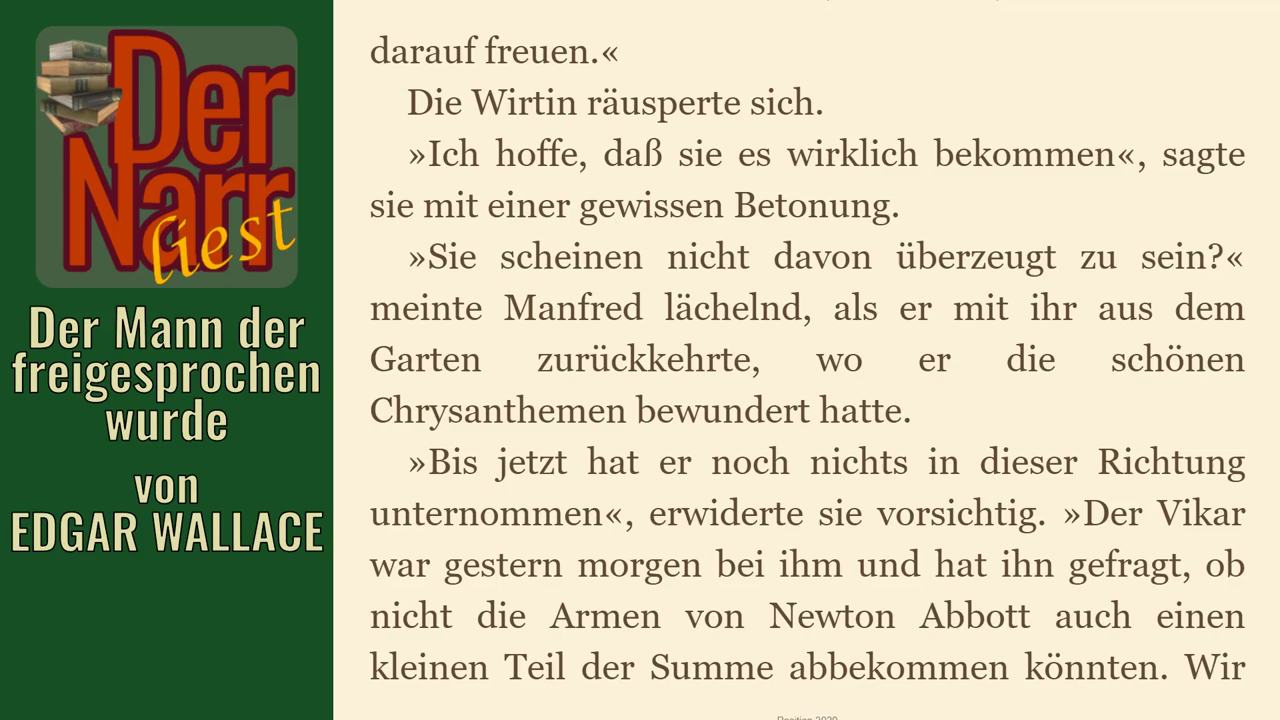 Der
Narr
liest
Der Mann der
freigesprochen
wurde
von
EDGAR WALLACE
darauf freuen.«
Die Wirtin räusperte sich.
»Ich hoffe, daß sie es wirklich bekommen«, sagte
sie mit einer gewissen Betonung.
»Sie scheinen nicht davon überzeugt zu sein?«
meinte Manfred lächelnd, als er mit ihr aus dem
Garten zurückkehrte, wo er die schönen
Chrysanthemen bewundert hatte.
»Bis jetzt hat er noch nichts in dieser Richtung
unternommen«, erwiderte sie vorsichtig. »Der Vikar
war gestern morgen bei ihm und hat ihn gefragt, ob
nicht die Armen von Newton Abbott auch einen
kleinen Teil der Summe abbekommen könnten. Wir